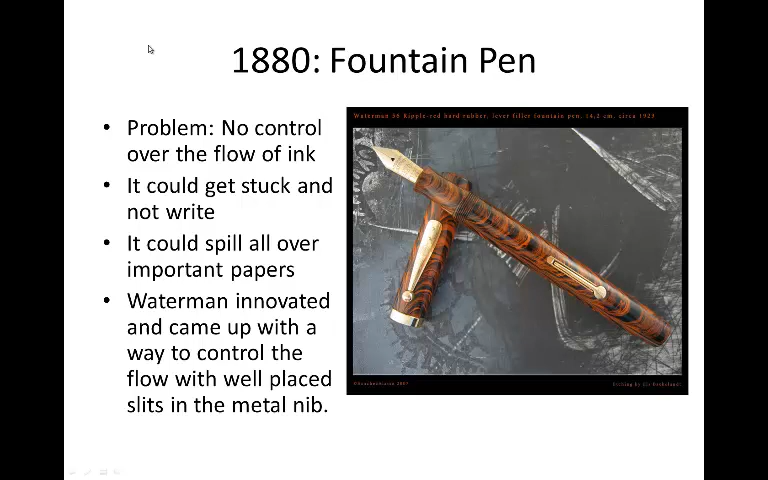 1880: Fountain Pen
• Problem: No control
over the flow of ink
• It could get stuck and
not write
• It could spill all over
important papers
• Waterman innovated
and came up with a
way to control the
flow with well placed
slits in the metal nib.
Waterman 56 Ripple-red hard rubber, lever filler fountain pen, 14,2 cm. circa 1923